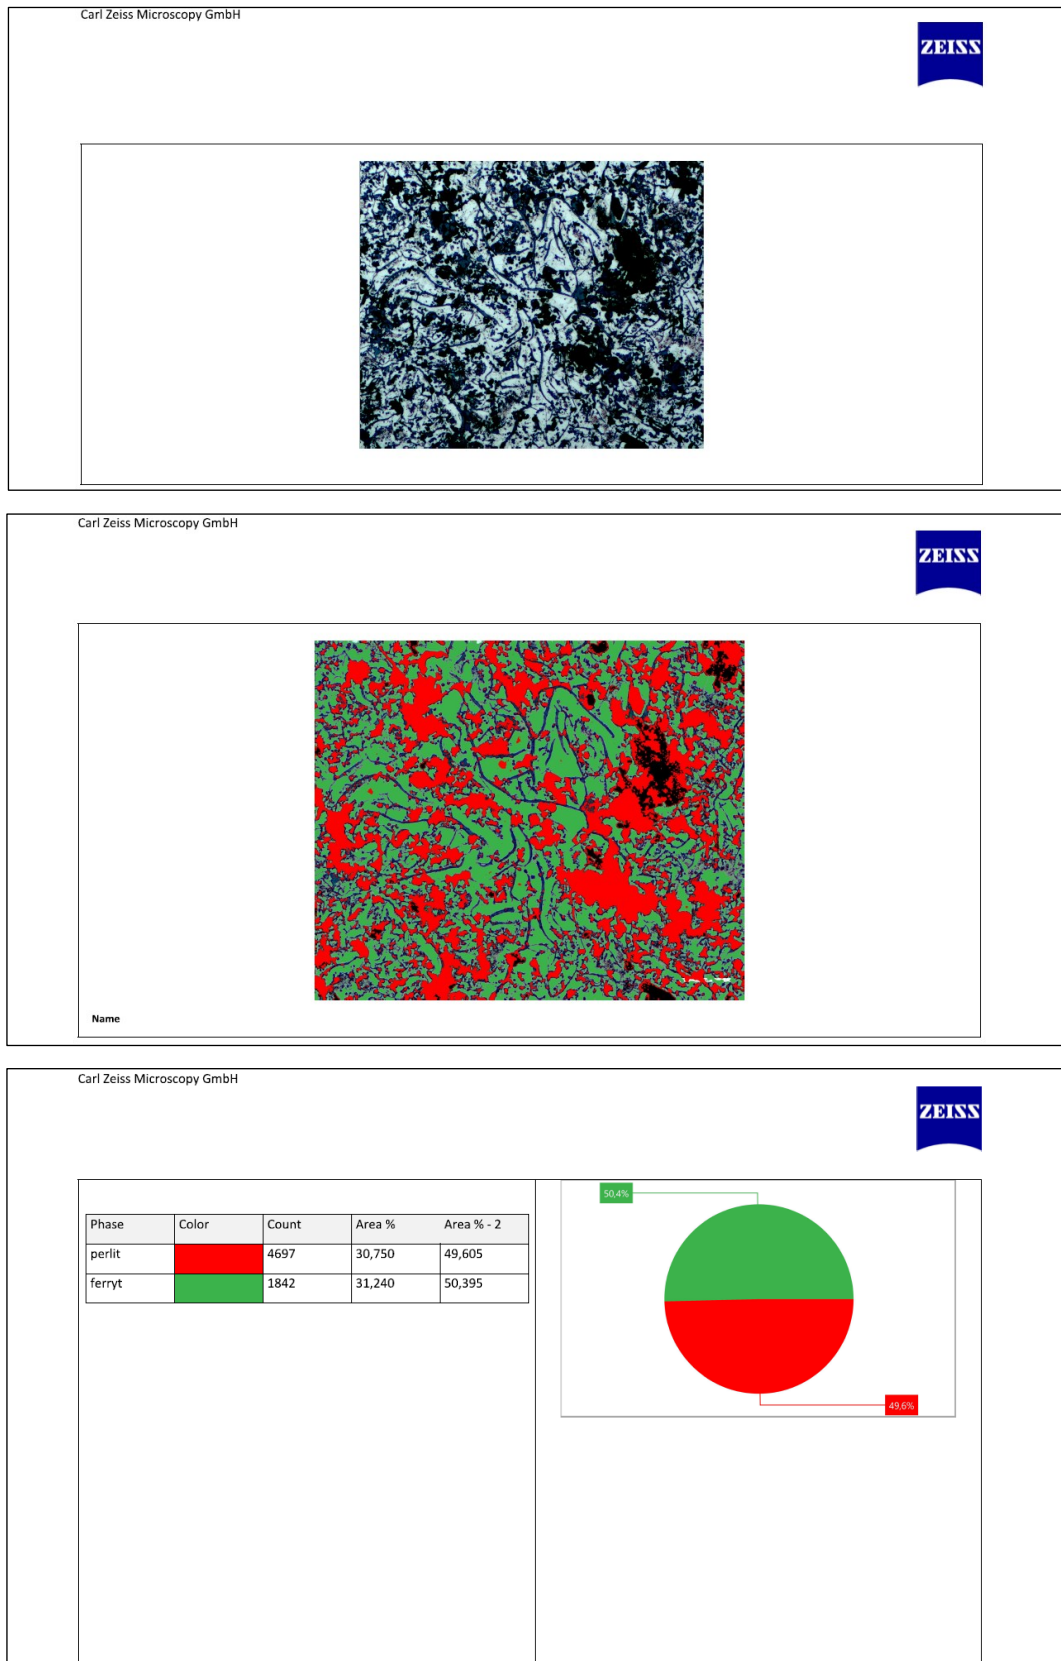 Carl Zeiss Microscopy GmbH
ZEISS
Carl Zeiss Microscopy GmbH
ZEISS
Name
Carl Zeiss Microscopy GmbH
ZEISS
Phase Color Count Area % Area % - 2
perlit 4697 30,750 49,605
ferryt 1842 31,240 50,395
50,4%
49,6%